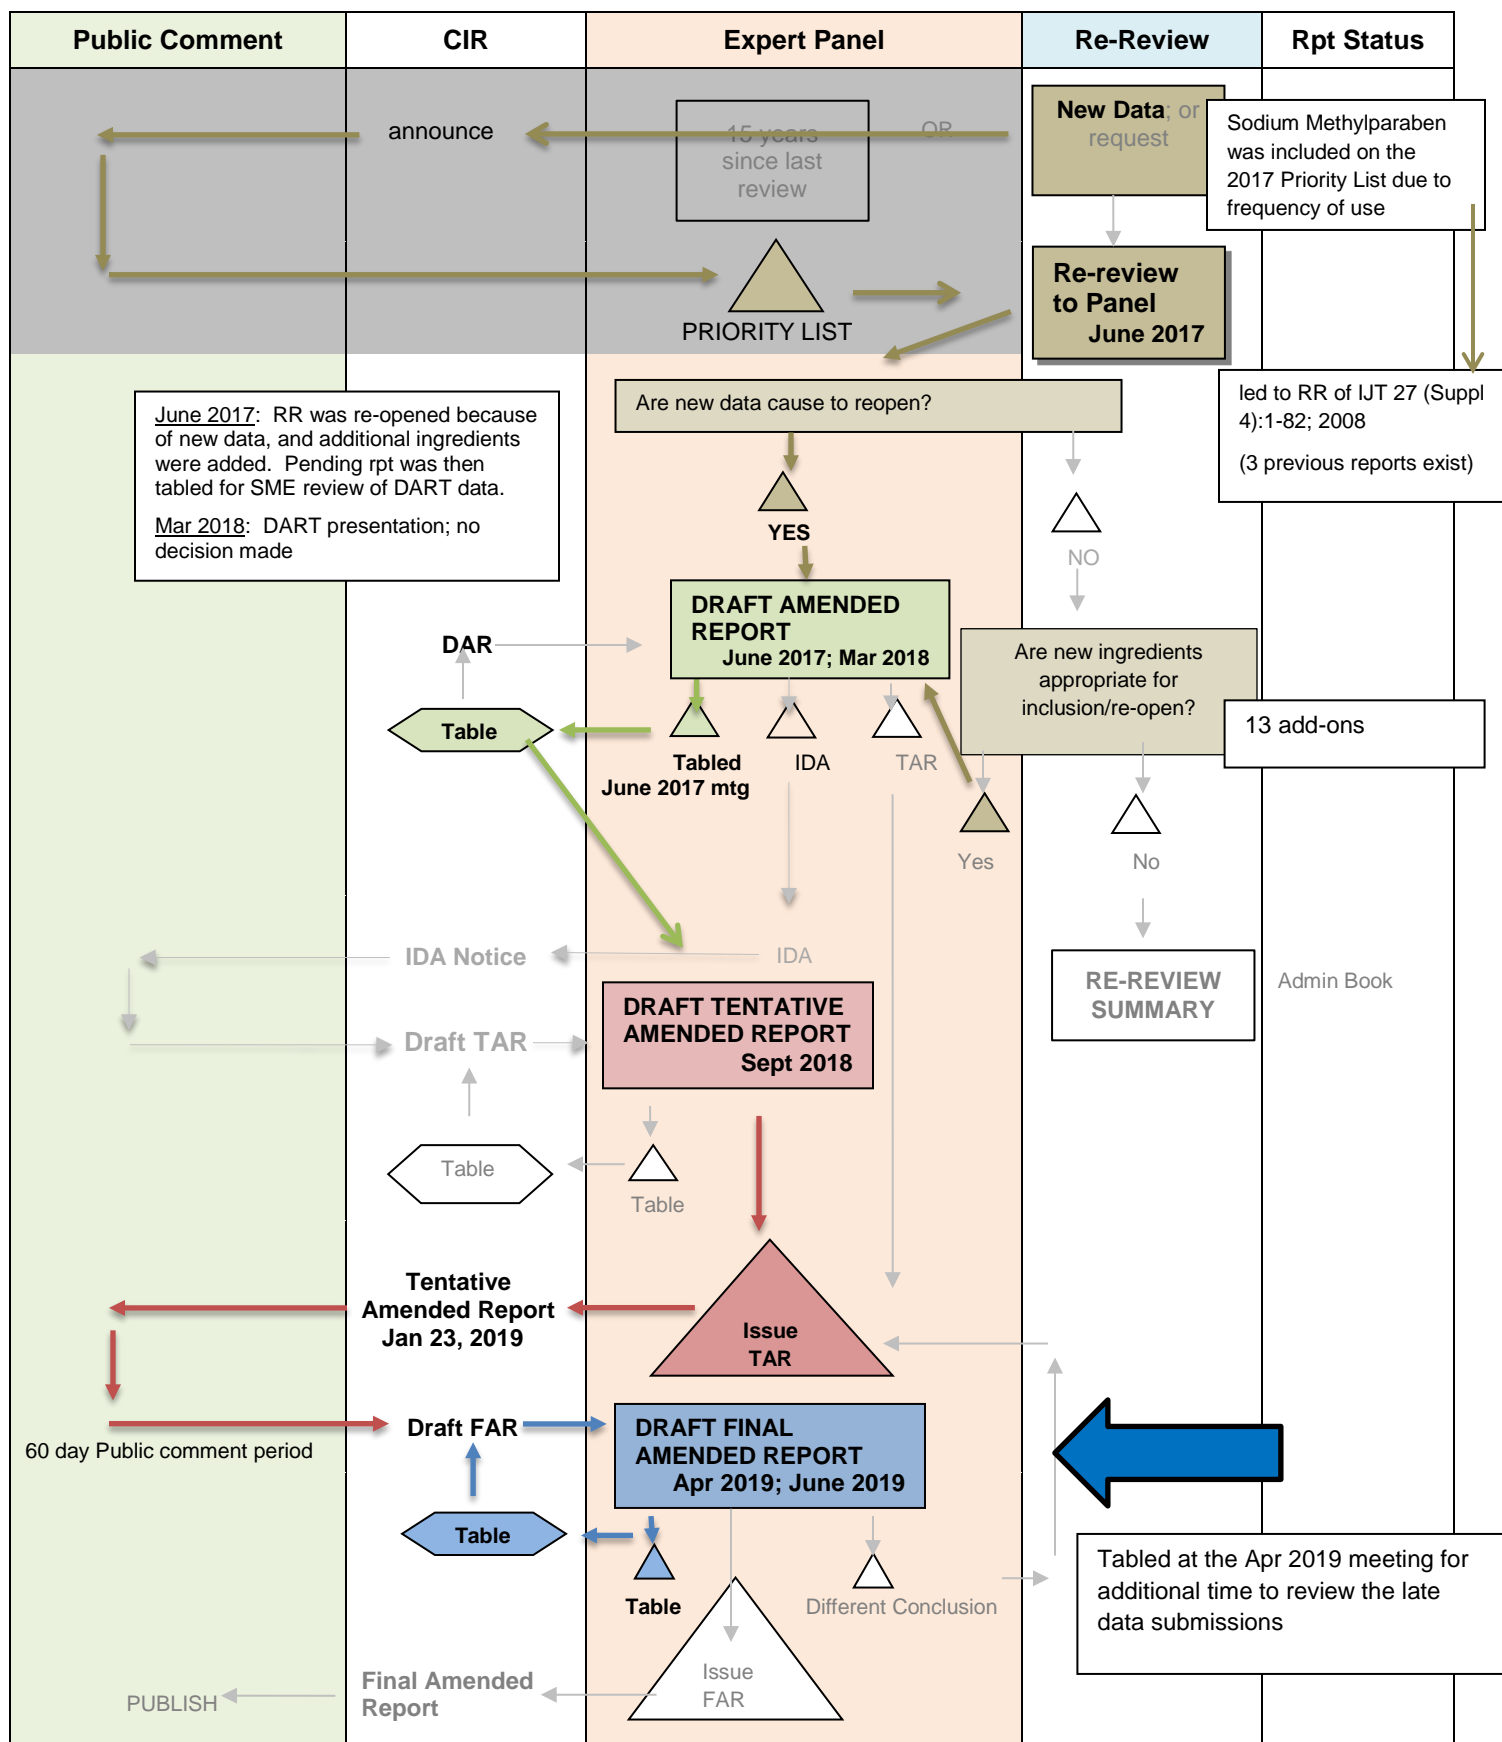 Public Comment
CIR
Expert Panel
Re-Review
Rpt Status
announce
15 years
since last
review
OR
New Data; or
request
Sodium Methylparaben
was included on the
2017 Priority List due to
frequency of use
PRIORITY LIST
Re-review
to Panel
June 2017
June 2017: RR was re-opened because
of new data, and additional ingredients
were added. Pending rpt was then
tabled for SME review of DART data.
Mar 2018: DART presentation; no
decision made
Are new data cause to reopen?
led to RR of IJT 27 (Suppl
4):1-82; 2008
(3 previous reports exist)
YES
NO
DAR
DRAFT AMENDED
REPORT
June 2017; Mar 2018
Are new ingredients
appropriate for
inclusion/re-open?
13 add-ons
Table
Tabled
June 2017 mtg
IDA
TAR
Yes
No
IDA Notice
IDA
Draft TAR
DRAFT TENTATIVE
AMENDED REPORT
Sept 2018
RE-REVIEW
SUMMARY
Admin Book
Table
Table
Tentative
Amended Report
Jan 23, 2019
Issue
TAR
60 day Public comment period
Draft FAR
DRAFT FINAL
AMENDED REPORT
Apr 2019; June 2019
Table
Table
Different Conclusion
Tabled at the Apr 2019 meeting for
additional time to review the late
data submissions
PUBLISH
Final Amended
Report
Issue
FAR